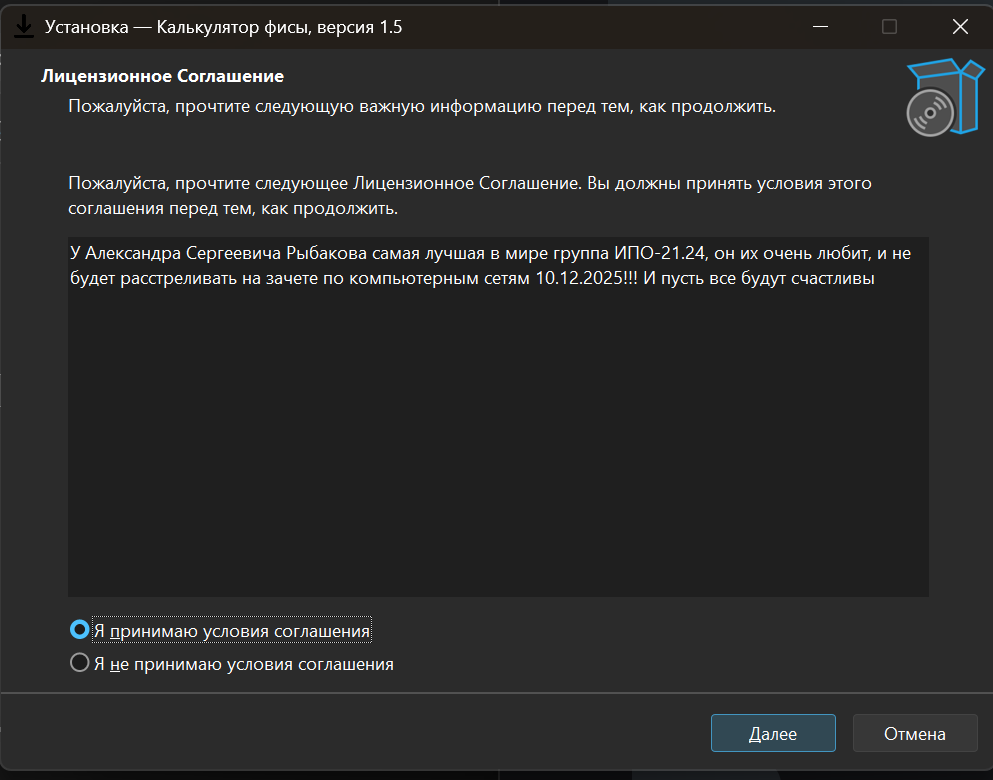 Установка — Калькулятор фисы, версия 1.5
Лицензионное Соглашение
Пожалуйста, прочтите следующую важную информацию перед тем, как продолжить.
Пожалуйста, прочтите следующее Лицензионное Соглашение. Вы должны принять условия этого
соглашения перед тем, как продолжить.
У Александра Сергеевича Рыбакова самая лучшая в мире группа ИПО-21.24, он их очень любит, и не
будет расстреливать на зачете по компьютерным сетям 10.12.2025!!! И пусть все будут счастливы
Я принимаю условия соглашения
Я не принимаю условия соглашения
Далее
Отмена